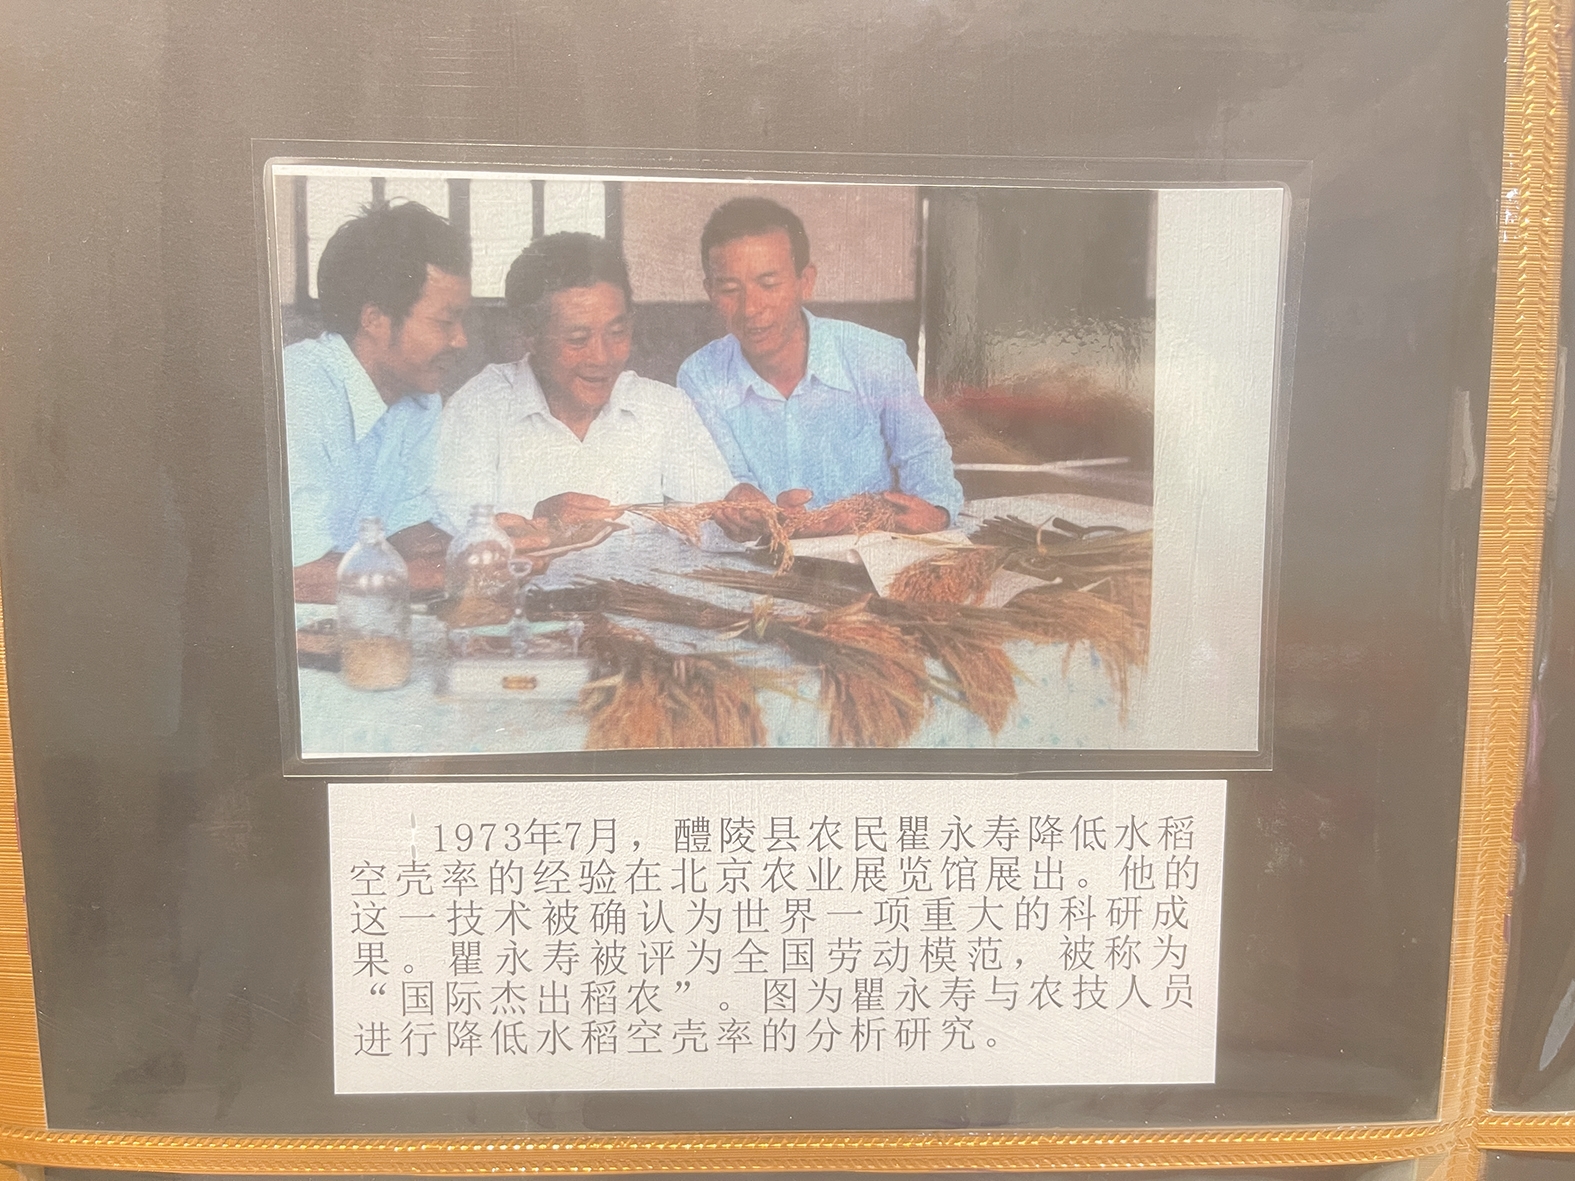 1973年7月，醴陵县农民瞿永寿降低水稻
空壳率的经验在北京农业展览馆展出。他的
这一技术被确认为世界一项重大的科研成
果。瞿永寿被评为全国劳动模范，被称为
“国际杰出稻农”。图为瞿永寿与农技人员
进行降低水稻空壳率的分析研究。